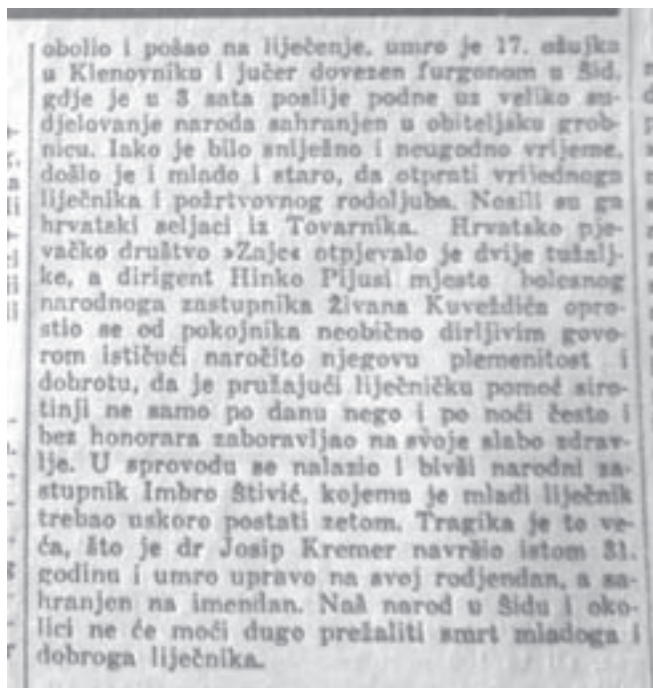 obolio i pošao na liječenje, umro je 17. ožujka
u Klenovniku i jučer dovezen furgonom u Šid,
gdje je u 3 sata poslije podne uz veliko su-
djelovanje naroda sahranjen u obiteljsku grob-
nicu. Iako je bilo sniježno i neugodno vrijeme,
došlo je i mlado i staro, da otprati vrijednoga
liječnika i požrtvovnog rodoljuba. Nosili su ga
hrvatski seljaci iz Tovarnika. Hrvatsko pje-
vačko društvo »Zajc« otpjevalo je dvije tužalj-
ke, a dirigent Hinko Pijusi mjesto bolesnog
narodnoga zastupnika Živana Kuveždića opro-
stio se od pokojnika neobično dirljivim govo-
rom ističući naročito njegovu plemenitost i
dobrotu, da je pružajući liječničku pomoć siro-
tinji ne samo po danu nego i po noći često i
bez honorara zaboravljao na svoje slabo zdrav-
lje. U sprovodu se nalazio i bivši narodni za-
stupnik Imbro Štivić, kojemu je mladi liječnik
trebao uskoro postati zetom. Tragika je to ve-
ća, što je dr Josip Kremer navršio istom 31.
godinu i umro upravo na svoj rodjendan, a sa-
hranjen na imendan. Naš narod u Šidu i oko-
lici ne će moći dugo prežaliti smrt mladoga i
dobroga liječnika.